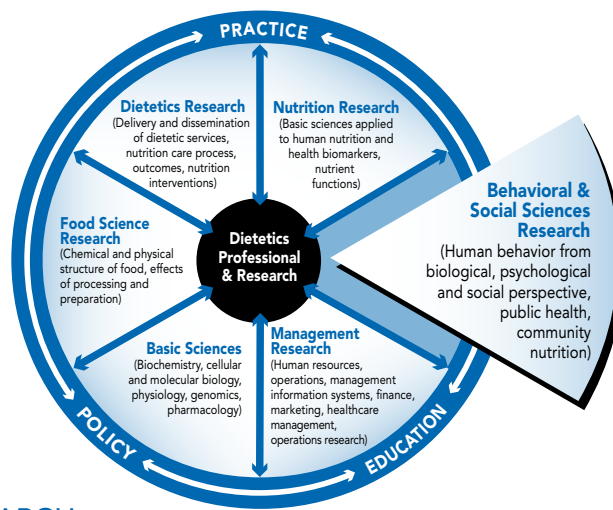 PRACTICE
Dietetics Research
(Delivery and dissemination
of dietetic services,
nutrition care process,
outcomes, nutrition
interventions)
Nutrition Research
(Basic sciences applied
to human nutrition and
health biomarkers,
nutrient
functions)
Behavioral &
Social Sciences
Research
(Human behavior from
biological, psychological
and social perspective,
public health,
community
nutrition)
Food Science
Research
(Chemical and physical
structure of food, effects
of processing and
preparation)
Dietetics
Professional
& Research
Basic Sciences
(Biochemistry, cellular
and molecular biology,
physiology, genomics,
pharmacology)
Management
Research
(Human resources,
operations, management
information systems, finance,
marketing, healthcare
management,
operations research)
POLICY
EDUCATION